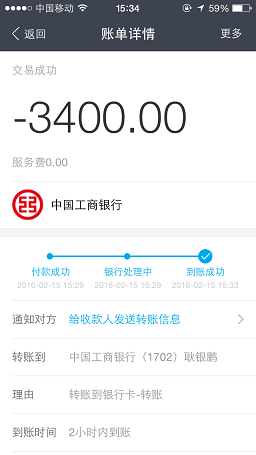 中国移动 15:34 59%
返回 账单详情 更多
交易成功
-3400.00
服务费0.00
中国工商银行
付款成功 银行处理中 到账成功
2016-02-15 15:29 2016-02-15 15:29 2016-02-15 15:33
通知对方 给收款人发送转账信息
转账到 中国工商银行（1702）耿银鹏
理由 转账到银行卡-转账
到账时间 2小时内到账